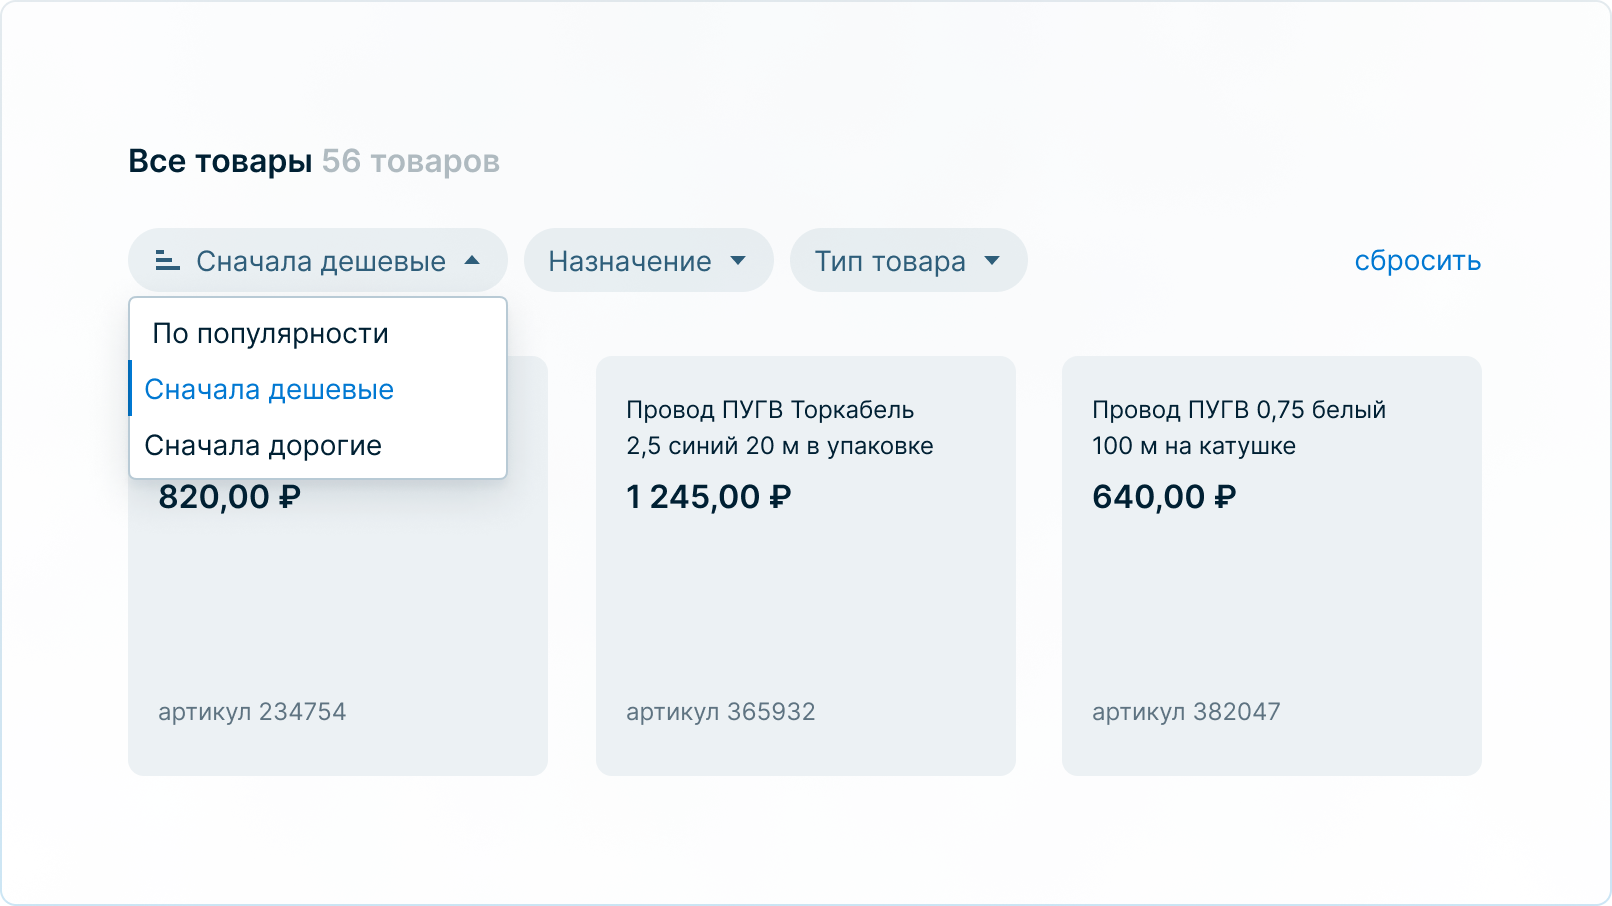 Все товары 56 товаров
Сначала дешевые Назначение Тип товара сбросить
По популярности
Сначала дешевые
Сначала дорогие
820,00 ₽
артикул 234754
Провод ПУГВ Торкабель
2,5 синий 20 м в упаковке
1 245,00 ₽
артикул 365932
Провод ПУГВ 0,75 белый
100 м на катушке
640,00 ₽
артикул 382047